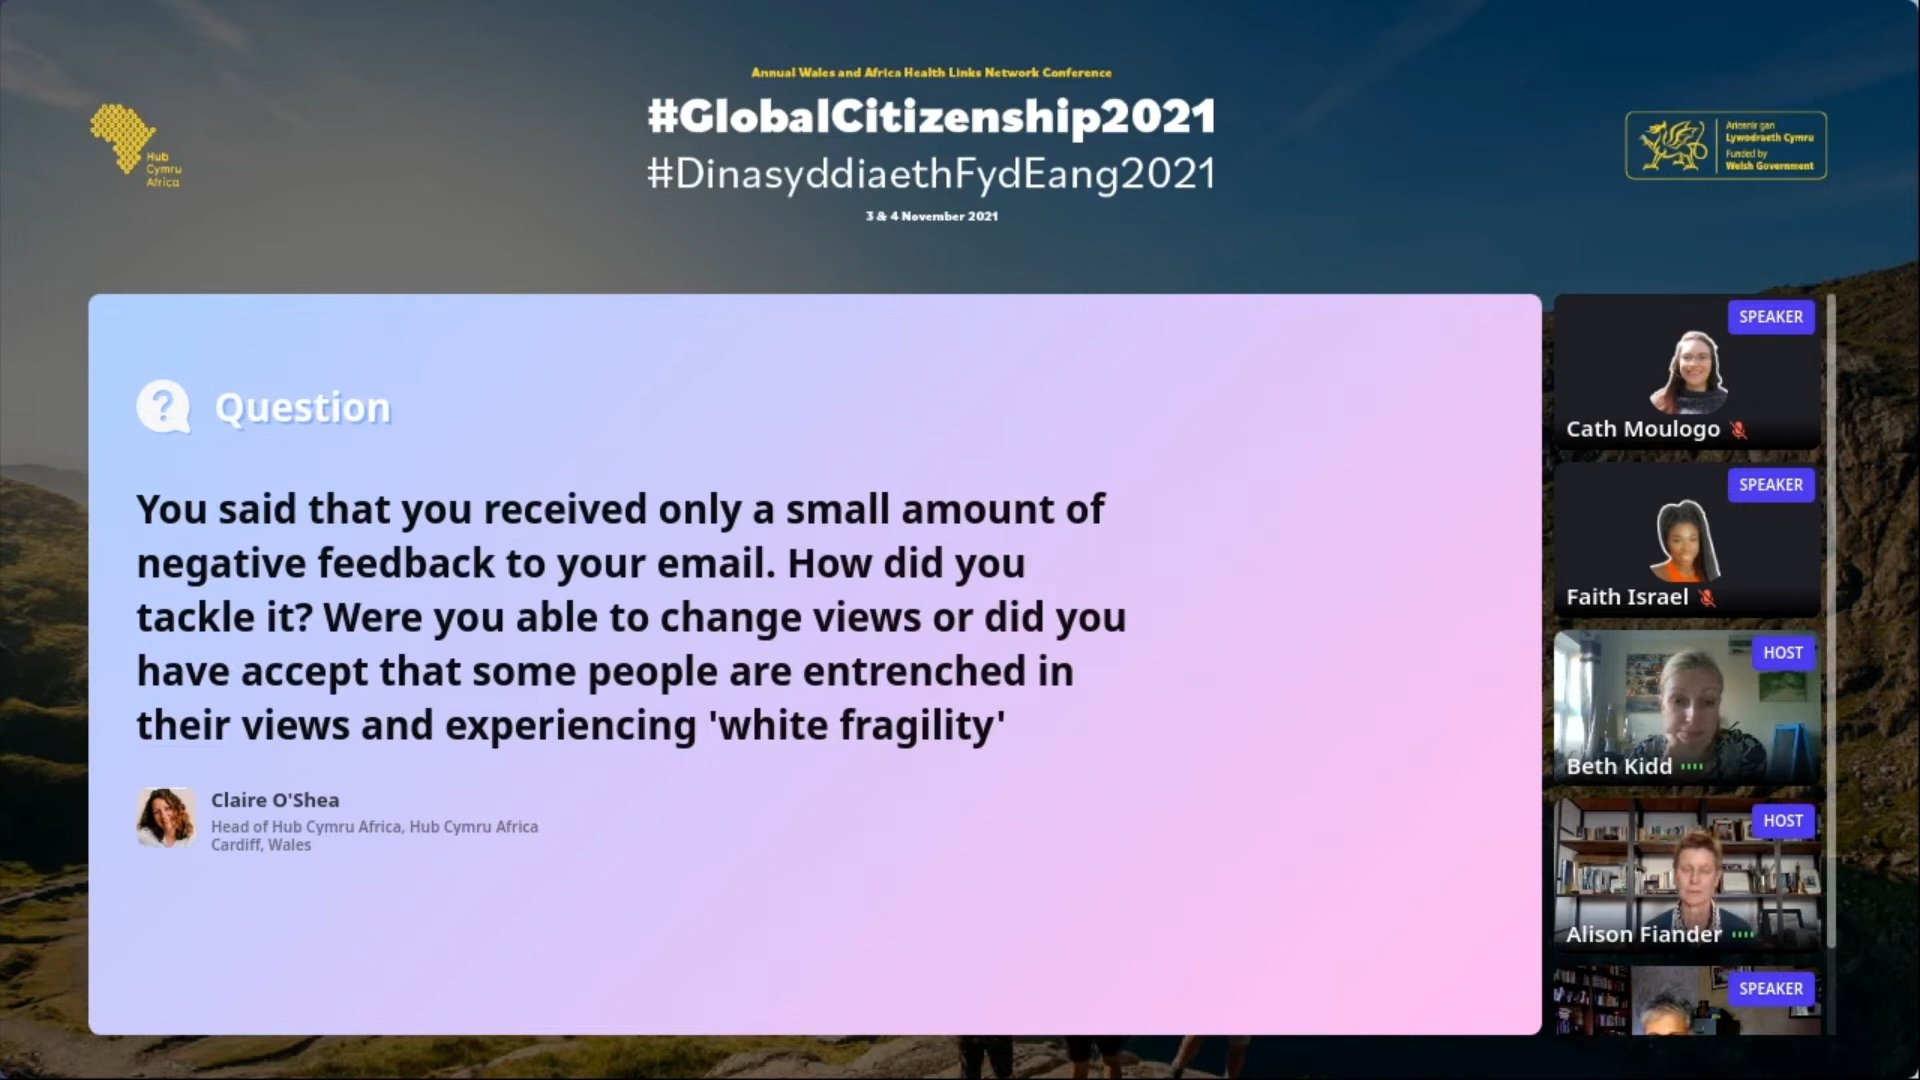 Annual Wales and Africa Health Links Network Conference
#GlobalCitizenship2021
#DinasyddiaethFydEang2021
3 & 4 November 2021
Hub
Cymru
Africa
Ariennir gan
Lywodraeth Cymru
Funded by
Welsh Government
Question
You said that you received only a small amount of
negative feedback to your email. How did you
tackle it? Were you able to change views or did you
have accept that some people are entrenched in
their views and experiencing 'white fragility'
Claire O'Shea
Head of Hub Cymru Africa, Hub Cymru Africa
Cardiff, Wales
SPEAKER
Cath Moulogo
SPEAKER
Faith Israel
HOST
Beth Kidd
HOST
Alison Fiander
SPEAKER